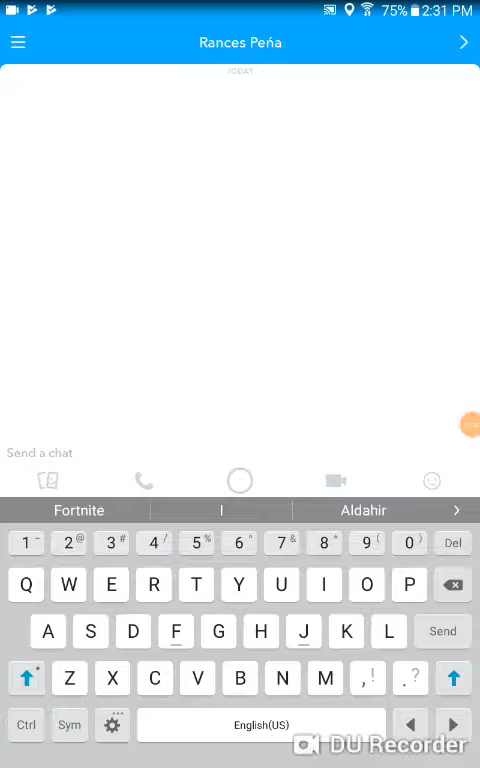 75% 2:31 PM
Rances Peńa
TODAY
Send a chat
Fortnite I Aldahir
1 - 2 @ 3 # 4 / 5 % 6 ^ 7 & 8 * 9 ( 0 ) Del
Q W E R T Y U I O P
A S D F G H J K L Send
Z X C V B N M , ! . ?
Ctrl Sym English(US)
DU Recorder